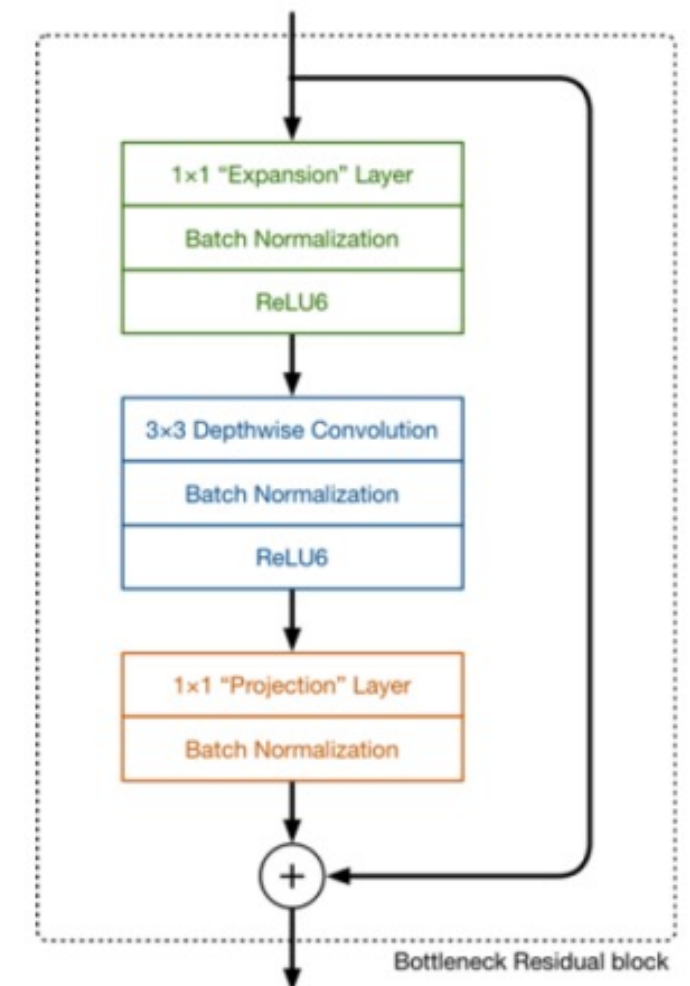 1×1 “Expansion” Layer
Batch Normalization
ReLU6
3×3 Depthwise Convolution
Batch Normalization
ReLU6
1×1 “Projection” Layer
Batch Normalization
+
Bottleneck Residual block